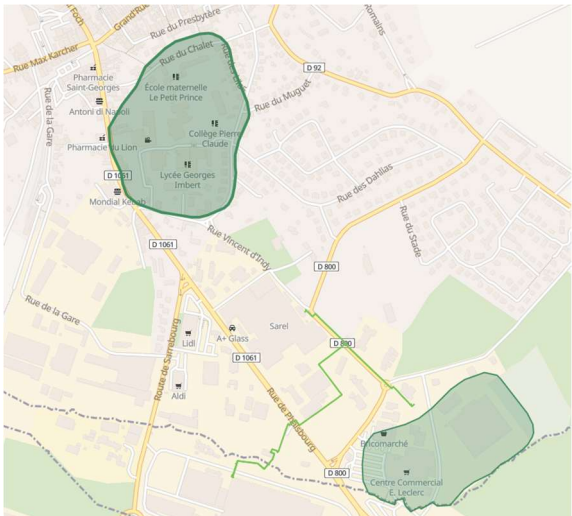 Foch
Grand'Rue
Rue du Presbytère
Romains
Rue Max Karcher
Rue du Chalet
D 92
Pharmacie
Saint-Georges
École maternelle
Le Petit Prince
Rue du Muguet
Rue de la Gare
Antoni di Napoli
Collège Pierre
Claude
Pharmacie du Lion
D 1061
Lycée Georges
Imbert
Rue des Dahlias
Mondial Kebab
Rue du Stade
D 1061
Rue Vincent d'Indy
D 800
Rue de la Gare
Sarel
Lidl
A+ Glass
D 800
D 1061
Route de Sarrebourg
Aldi
Rue de Phalsbourg
Bricomarché
D 800
Centre Commercial
E. Leclerc